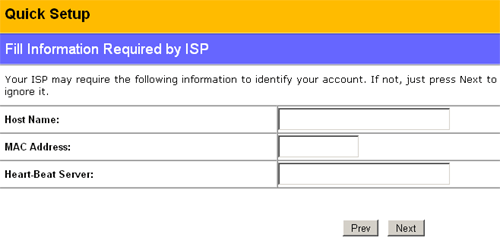 Quick Setup
Fill Information Required by ISP
Your ISP may require the following information to identify your account. If not, just press Next to
ignore it.
Host Name:
MAC Address:
Heart-Beat Server:
Prev Next